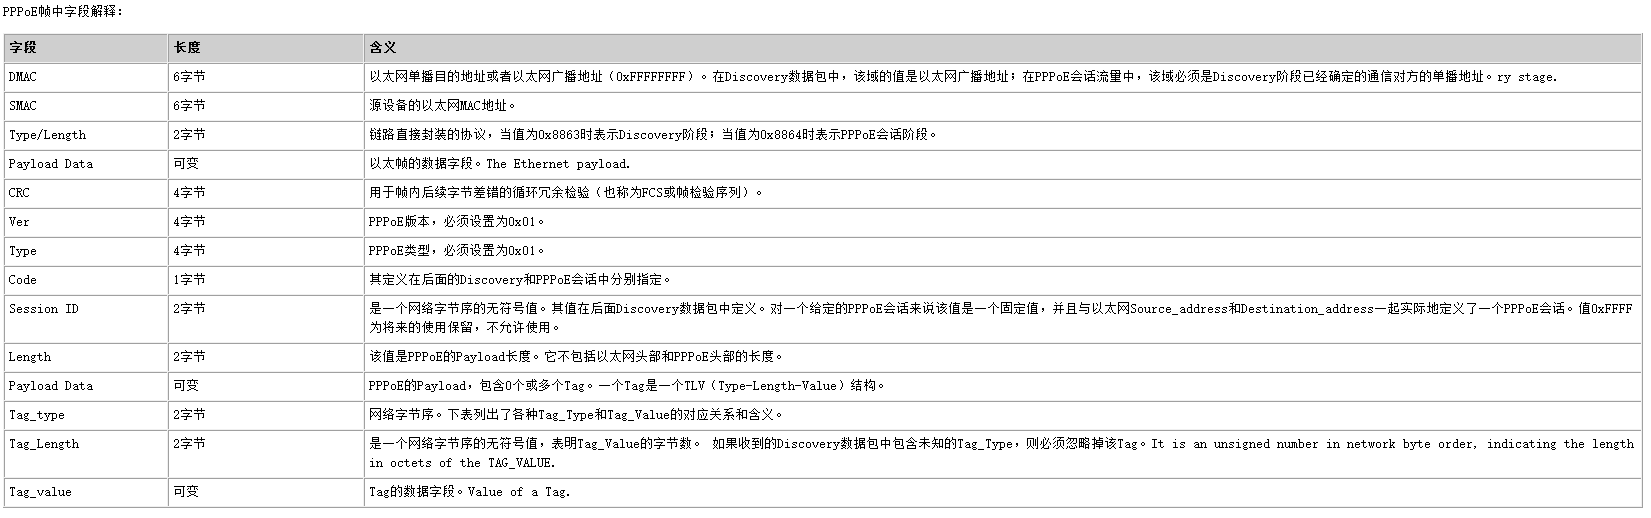 PPPoE帧中字段解释：
字段 长度 含义
DMAC 6字节 以太网单播目的地址或者以太网广播地址（0xFFFFFFFF）。在Discovery数据包中，该域的值是以太网广播地址；在PPPoE会话流量中，该域必须是Discovery阶段已经确定的通信对方的单播地址。ry stage.
SMAC 6字节 源设备的以太网MAC地址。
Type/Length 2字节 链路直接封装的协议，当值为0x8863时表示Discovery阶段；当值为0x8864时表示PPPoE会话阶段。
Payload Data 可变 以太帧的数据字段。The Ethernet payload.
CRC 4字节 用于帧内后续字节差错的循环冗余检验（也称为FCS或帧检验序列）。
Ver 4字节 PPPoE版本，必须设置为0x01。
Type 4字节 PPPoE类型，必须设置为0x01。
Code 1字节 其定义在后面的Discovery和PPPoE会话中分别指定。
Session ID 2字节 是一个网络字节序的无符号值。其值在后面Discovery数据包中定义。对一个给定的PPPoE会话来说该值是一个固定值，并且与以太网Source_address和Destination_address一起实际地定义了一个PPPoE会话。值0xFFFF
为将来的使用保留，不允许使用。
Length 2字节 该值是PPPoE的Payload长度。它不包括以太网头部和PPPoE头部的长度。
Payload Data 可变 PPPoE的Payload，包含0个或多个Tag。一个Tag是一个TLV（Type-Length-Value）结构。
Tag_type 2字节 网络字节序。下表列出了各种Tag_Type和Tag_Value的对应关系和含义。
Tag_Length 2字节 是一个网络字节序的无符号值，表明Tag_Value的字节数。 如果收到的Discovery数据包中包含未知的Tag_Type，则必须忽略掉该Tag。It is an unsigned number in network byte order, indicating the length
in octets of the TAG_VALUE.
Tag_value 可变 Tag的数据字段。Value of a Tag.